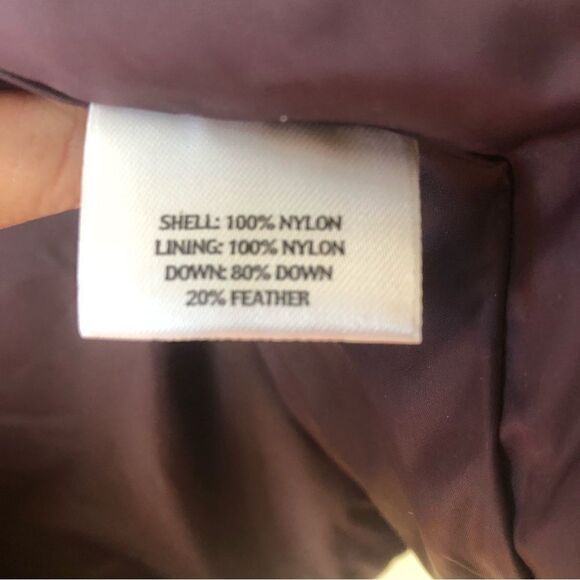 SHELL: 100% NYLON
LINING: 100% NYLON
DOWN: 80% DOWN
20% FEATHER